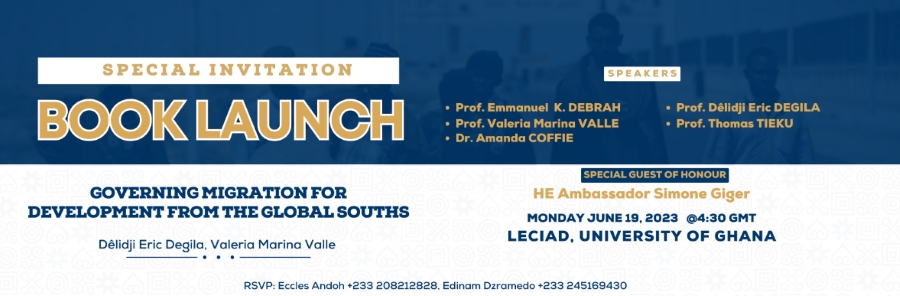 SPECIAL INVITATION
BOOK LAUNCH
SPEAKERS
• Prof. Emmanuel K. DEBRAH
• Prof. Valeria Marina VALLE
• Dr. Amanda COFFIE
• Prof. Dêlidji Eric DEGILA
• Prof. Thomas TIEKU
GOVERNING MIGRATION FOR
DEVELOPMENT FROM THE GLOBAL SOUTHS
Dêlidji Eric Degila, Valeria Marina Valle
SPECIAL GUEST OF HONOUR
HE Ambassador Simone Giger
MONDAY JUNE 19, 2023 @4:30 GMT
LECIAD, UNIVERSITY OF GHANA
RSVP: Eccles Andoh +233 208212828, Edinam Dzramedo +233 245169430